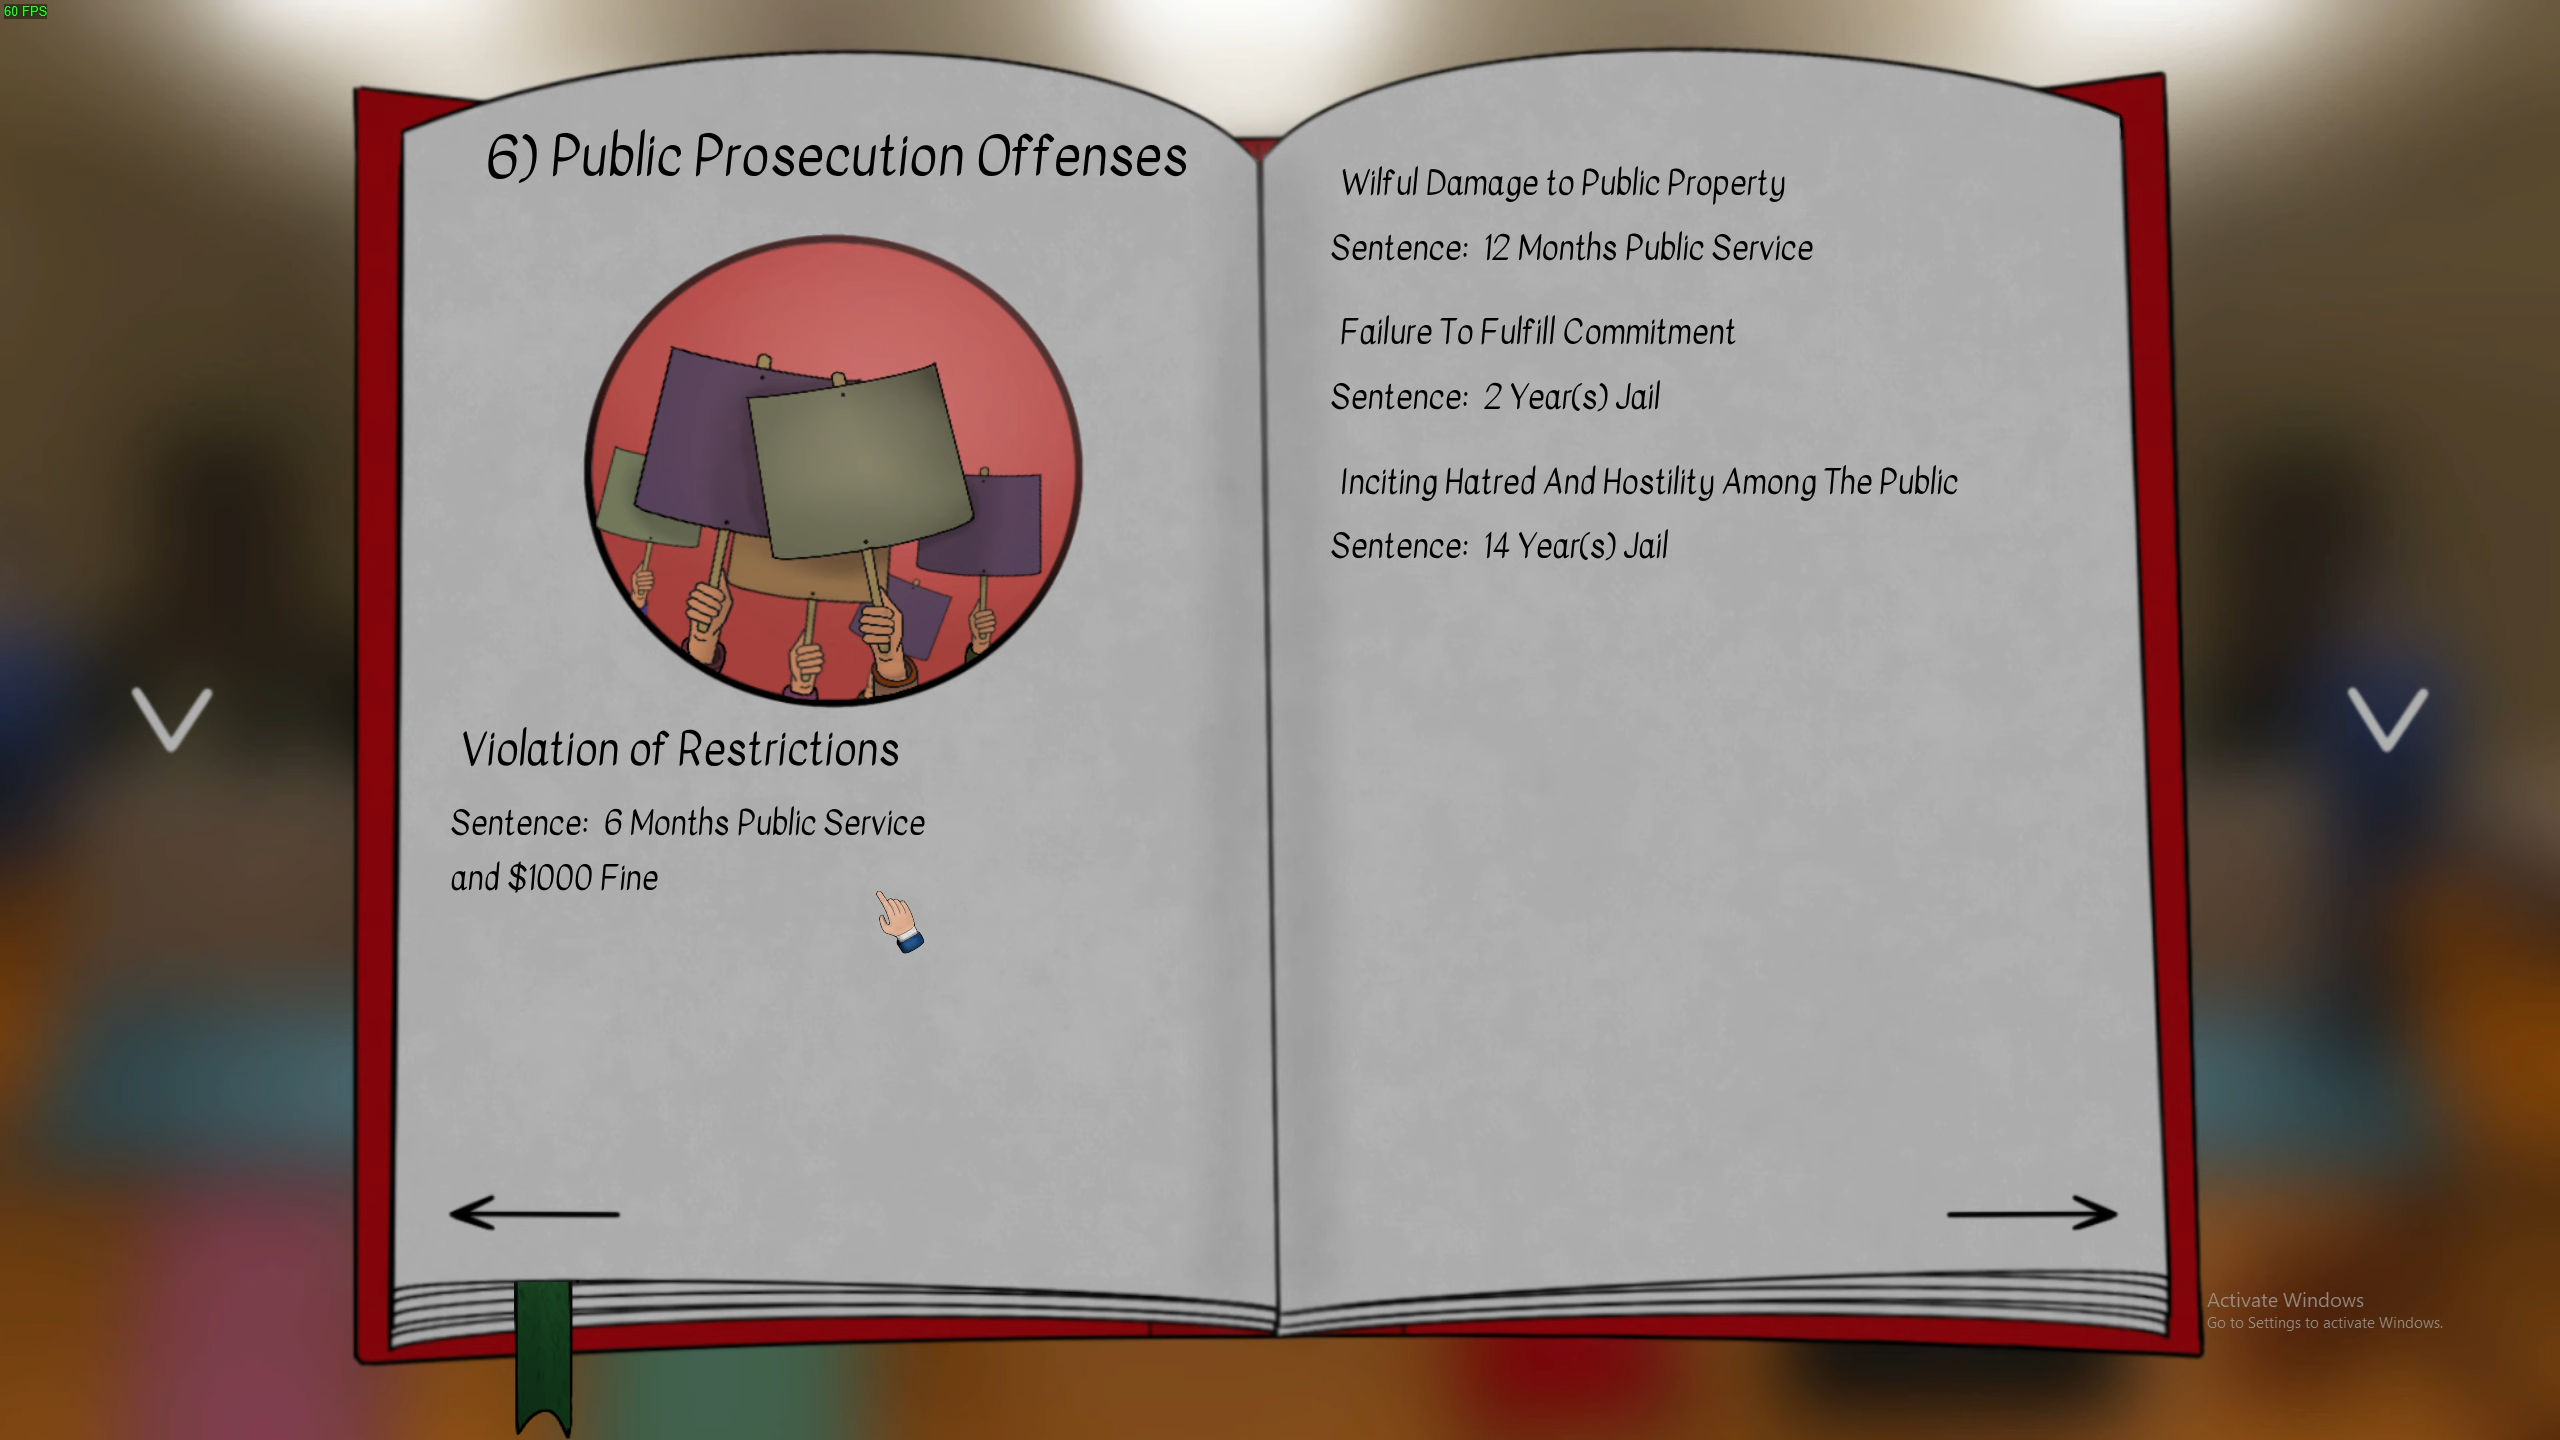 60 FPS
6) Public Prosecution Offenses
Violation of Restrictions
Sentence: 6 Months Public Service
and $1000 Fine
Wilful Damage to Public Property
Sentence: 12 Months Public Service
Failure To Fulfill Commitment
Sentence: 2 Year(s) Jail
Inciting Hatred And Hostility Among The Public
Sentence: 14 Year(s) Jail
Activate Windows
Go to Settings to activate Windows.